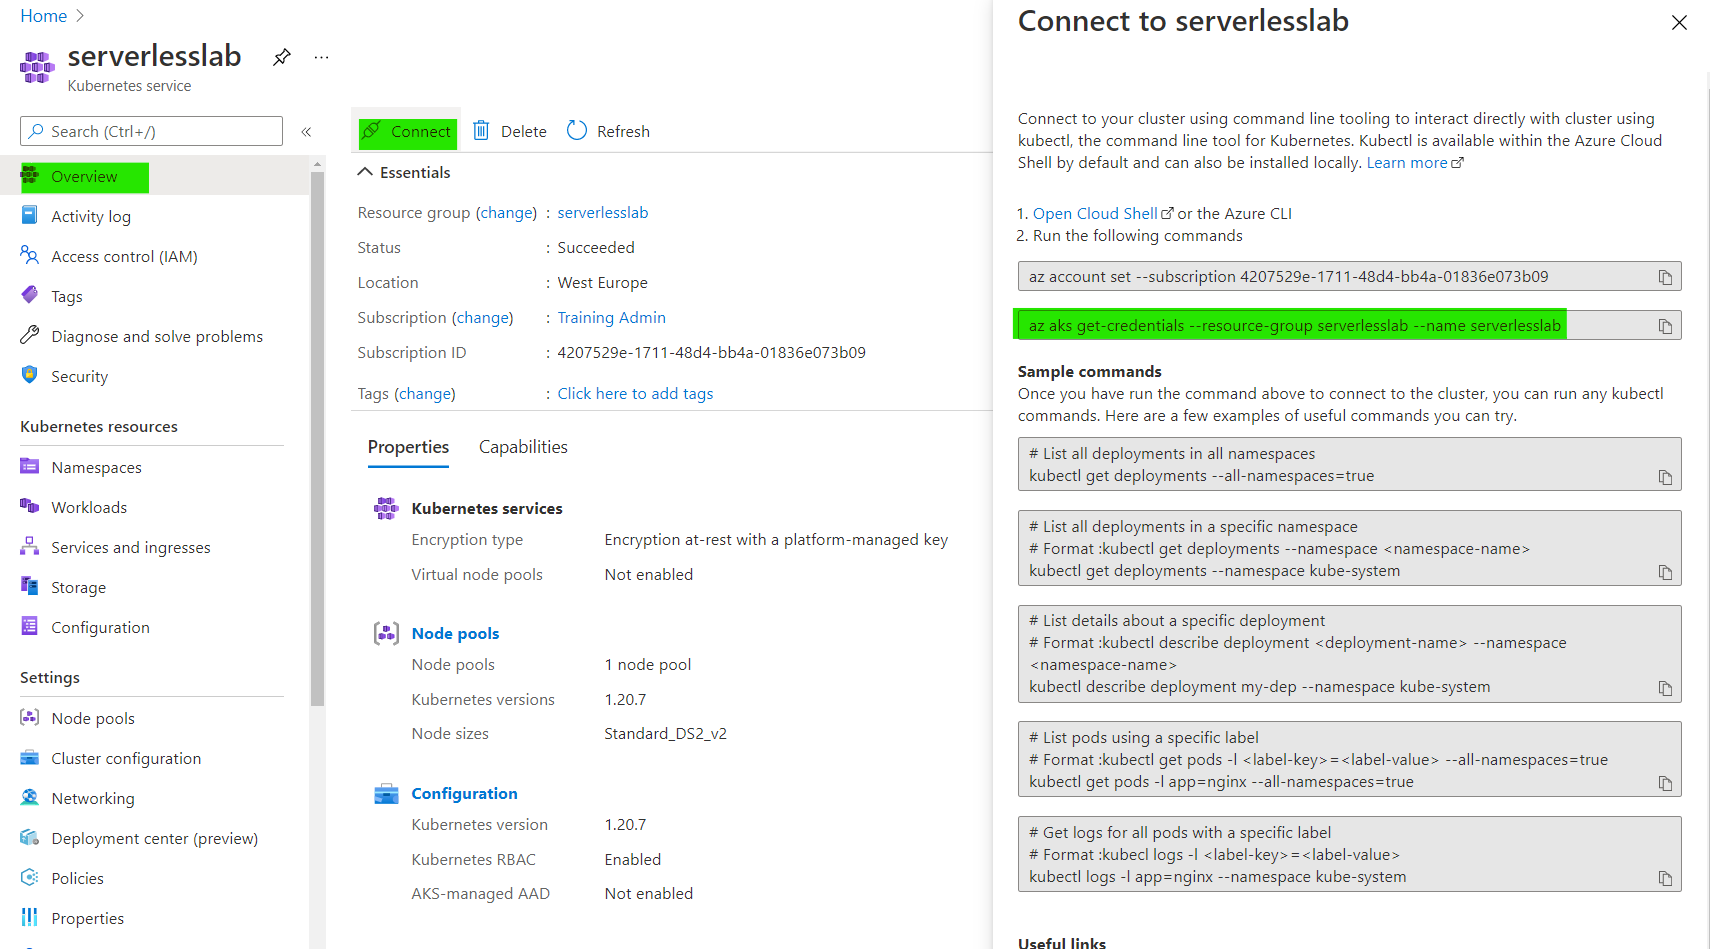 Home
serverlesslab
Kubernetes service
Search (Ctrl+/)
Overview
Activity log
Access control (IAM)
Tags
Diagnose and solve problems
Security
Kubernetes resources
Namespaces
Workloads
Services and ingresses
Storage
Configuration
Settings
Node pools
Cluster configuration
Networking
Deployment center (preview)
Policies
Properties
Connect
Delete
Refresh
Essentials
Resource group (change) : serverlesslab
Status : Succeeded
Location : West Europe
Subscription (change) : Training Admin
Subscription ID : 4207529e-1711-48d4-bb4a-01836e073b09
Tags (change) : Click here to add tags
Properties Capabilities
Kubernetes services
Encryption type Encryption at-rest with a platform-managed key
Virtual node pools Not enabled
Node pools
Node pools 1 node pool
Kubernetes versions 1.20.7
Node sizes Standard_DS2_v2
Configuration
Kubernetes version 1.20.7
Kubernetes RBAC Enabled
AKS-managed AAD Not enabled
Connect to serverlesslab
Connect to your cluster using command line tooling to interact directly with cluster using
kubectl, the command line tool for Kubernetes. Kubectl is available within the Azure Cloud
Shell by default and can also be installed locally. Learn more
1. Open Cloud Shell or the Azure CLI
2. Run the following commands
az account set --subscription 4207529e-1711-48d4-bb4a-01836e073b09
az aks get-credentials --resource-group serverlesslab --name serverlesslab
Sample commands
Once you have run the command above to connect to the cluster, you can run any kubectl
commands. Here are a few examples of useful commands you can try.
# List all deployments in all namespaces
kubectl get deployments --all-namespaces=true
# List all deployments in a specific namespace
# Format :kubectl get deployments --namespace <namespace-name>
kubectl get deployments --namespace kube-system
# List details about a specific deployment
# Format :kubectl describe deployment <deployment-name> --namespace
<namespace-name>
kubectl describe deployment my-dep --namespace kube-system
# List pods using a specific label
# Format :kubectl get pods -l <label-key>=<label-value> --all-namespaces=true
kubectl get pods -l app=nginx --all-namespaces=true
# Get logs for all pods with a specific label
# Format :kubecl logs -l <label-key>=<label-value>
kubectl logs -l app=nginx --namespace kube-system
Useful links